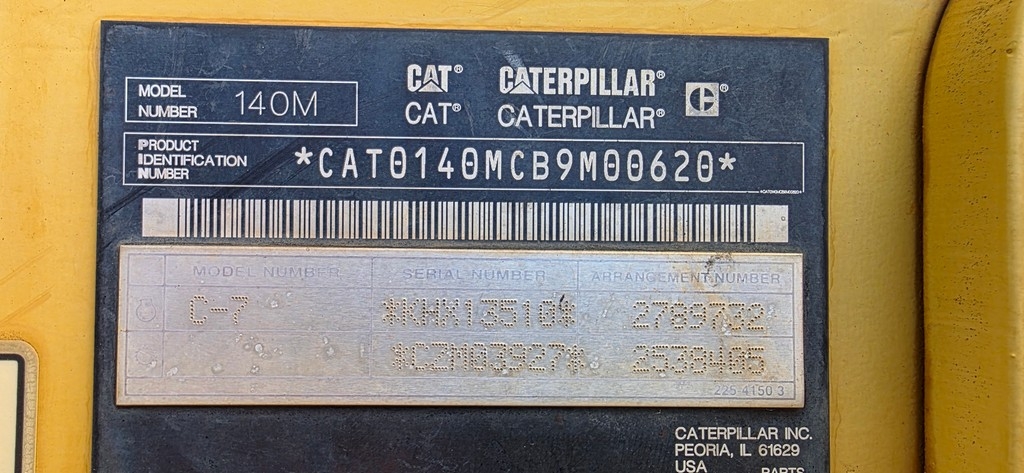 MODEL
NUMBER 140M
CAT® CATERPILLAR®
CAT® CATERPILLAR® C®
PRODUCT
IDENTIFICATION
NUMBER
*CAT0140MCB9M00620*
MODEL NUMBER SERIAL NUMBER ARRANGEMENT NUMBER
C-7 *KHX13510* 2789732
*CZM03927* 2538405
225-4150 3
CATERPILLAR INC.
PEORIA, IL 61629
USA PARTS